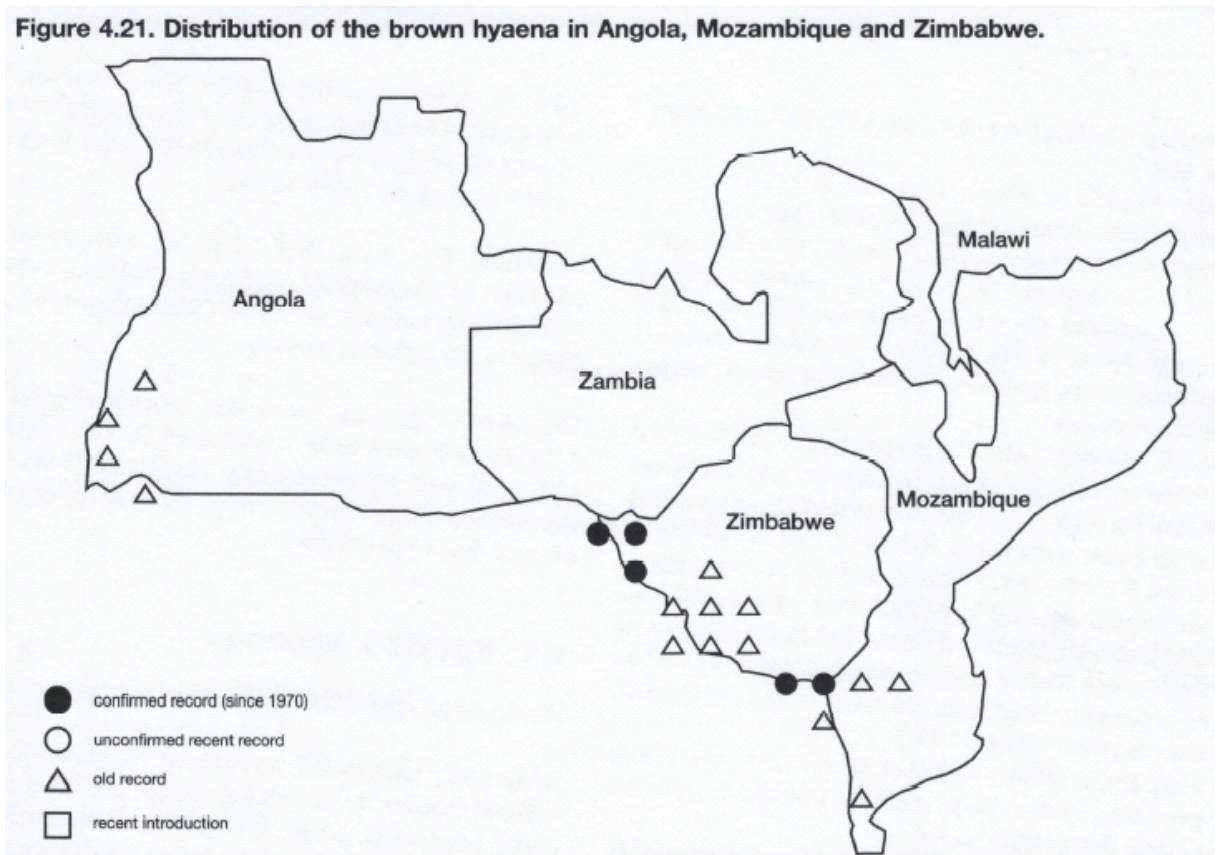 Figure 4.21. Distribution of the brown hyaena in Angola, Mozambique and Zimbabwe.
Malawi
Angola
Zambia
Mozambique
Zimbabwe
confirmed record (since 1970)
unconfirmed recent record
old record
recent introduction